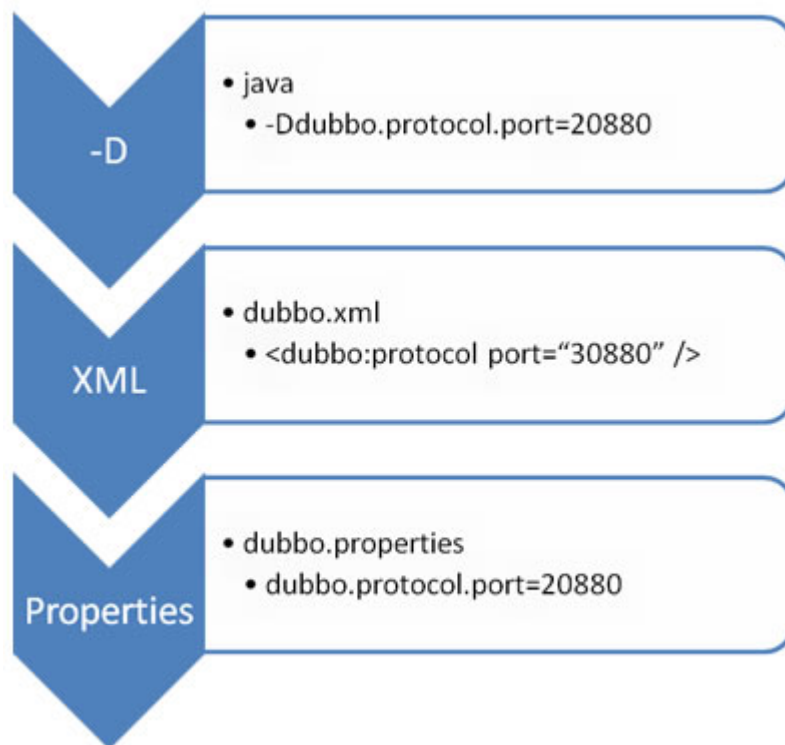 -D
• java
• -Ddubbo.protocol.port=20880
XML
• dubbo.xml
• <dubbo:protocol port=“30880” />
Properties
• dubbo.properties
• dubbo.protocol.port=20880